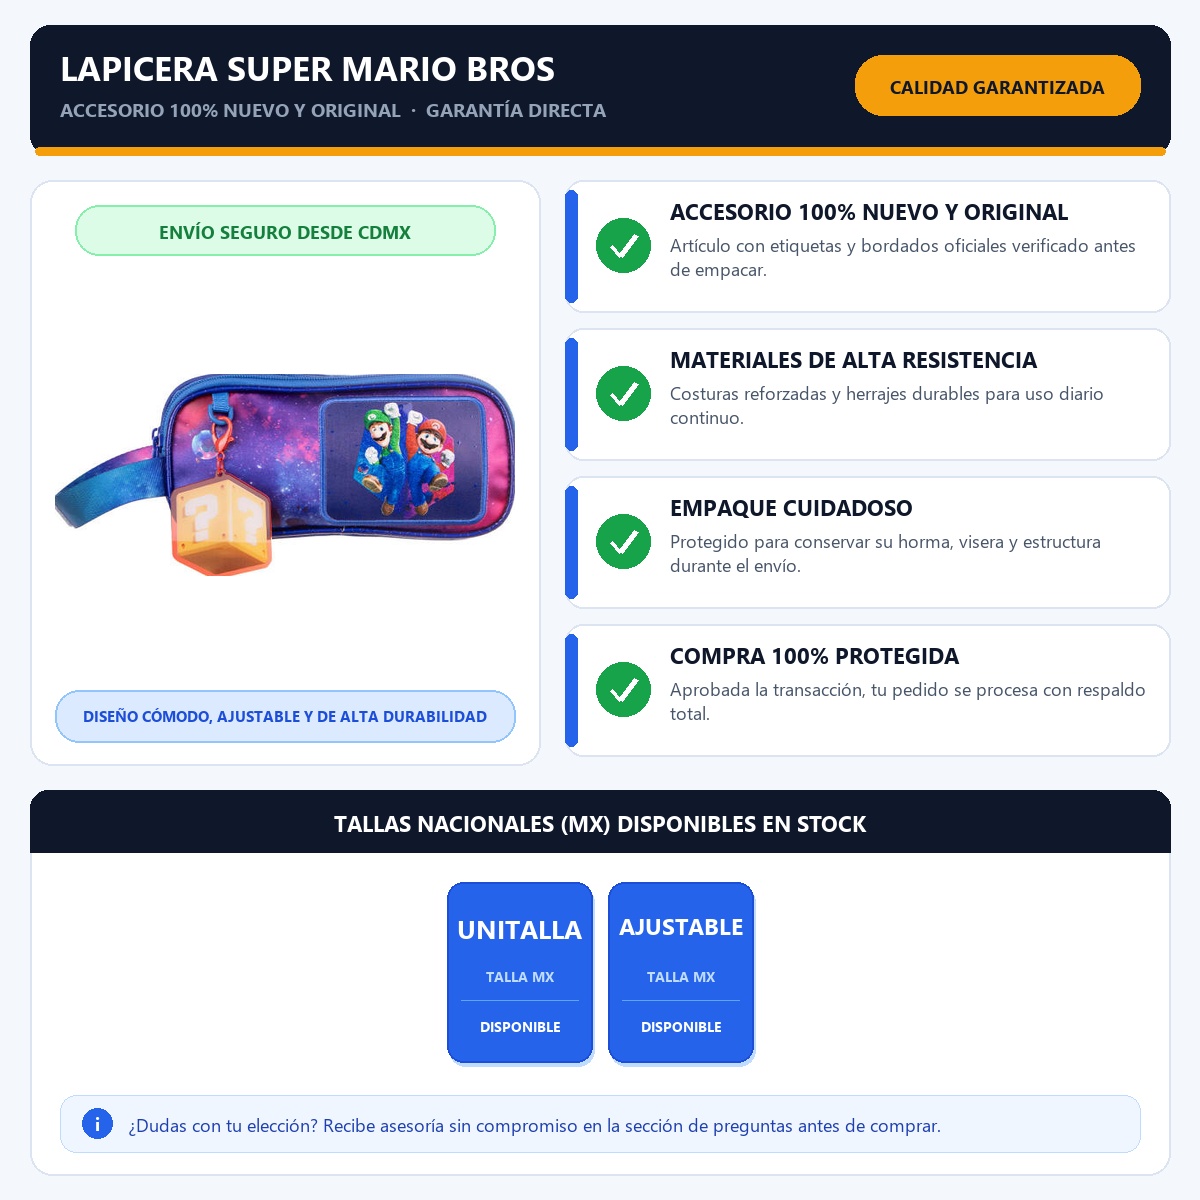 LAPICERA SUPER MARIO BROS
ACCESORIO 100% NUEVO Y ORIGINAL · GARANTÍA DIRECTA
CALIDAD GARANTIZADA
ENVÍO SEGURO DESDE CDMX
? ?
DISEÑO CÓMODO, AJUSTABLE Y DE ALTA DURABILIDAD
ACCESORIO 100% NUEVO Y ORIGINAL
Artículo con etiquetas y bordados oficiales verificado antes
de empacar.
MATERIALES DE ALTA RESISTENCIA
Costuras reforzadas y herrajes durables para uso diario
continuo.
EMPAQUE CUIDADOSO
Protegido para conservar su horma, visera y estructura
durante el envío.
COMPRA 100% PROTEGIDA
Aprobada la transacción, tu pedido se procesa con respaldo
total.
TALLAS NACIONALES (MX) DISPONIBLES EN STOCK
UNITALLA
TALLA MX
DISPONIBLE
AJUSTABLE
TALLA MX
DISPONIBLE
i
¿Dudas con tu elección? Recibe asesoría sin compromiso en la sección de preguntas antes de comprar.